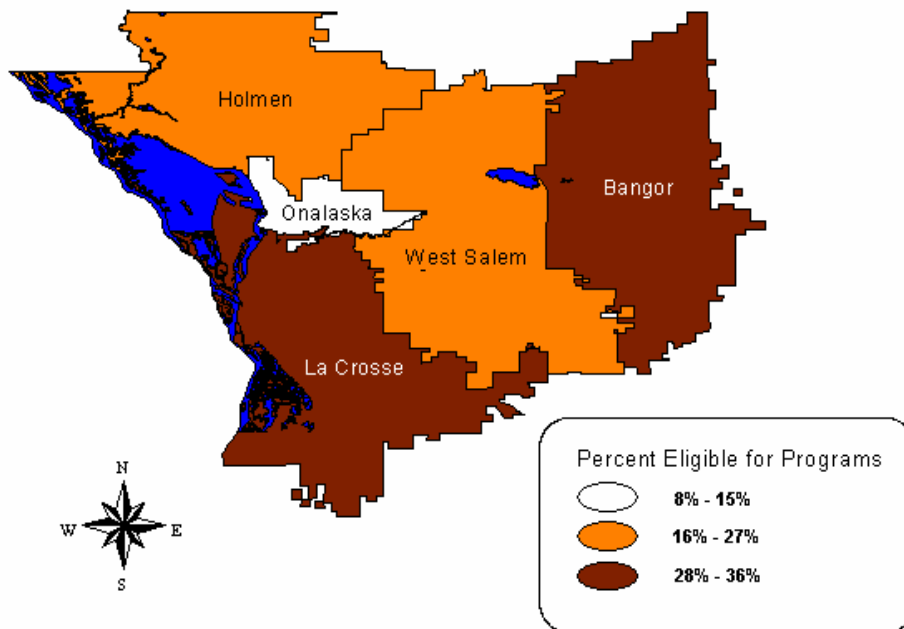 Holmen
Bangor
Onalaska
West Salem
La Crosse
N
W E
S
Percent Eligible for Programs
8% - 15%
16% - 27%
28% - 36%